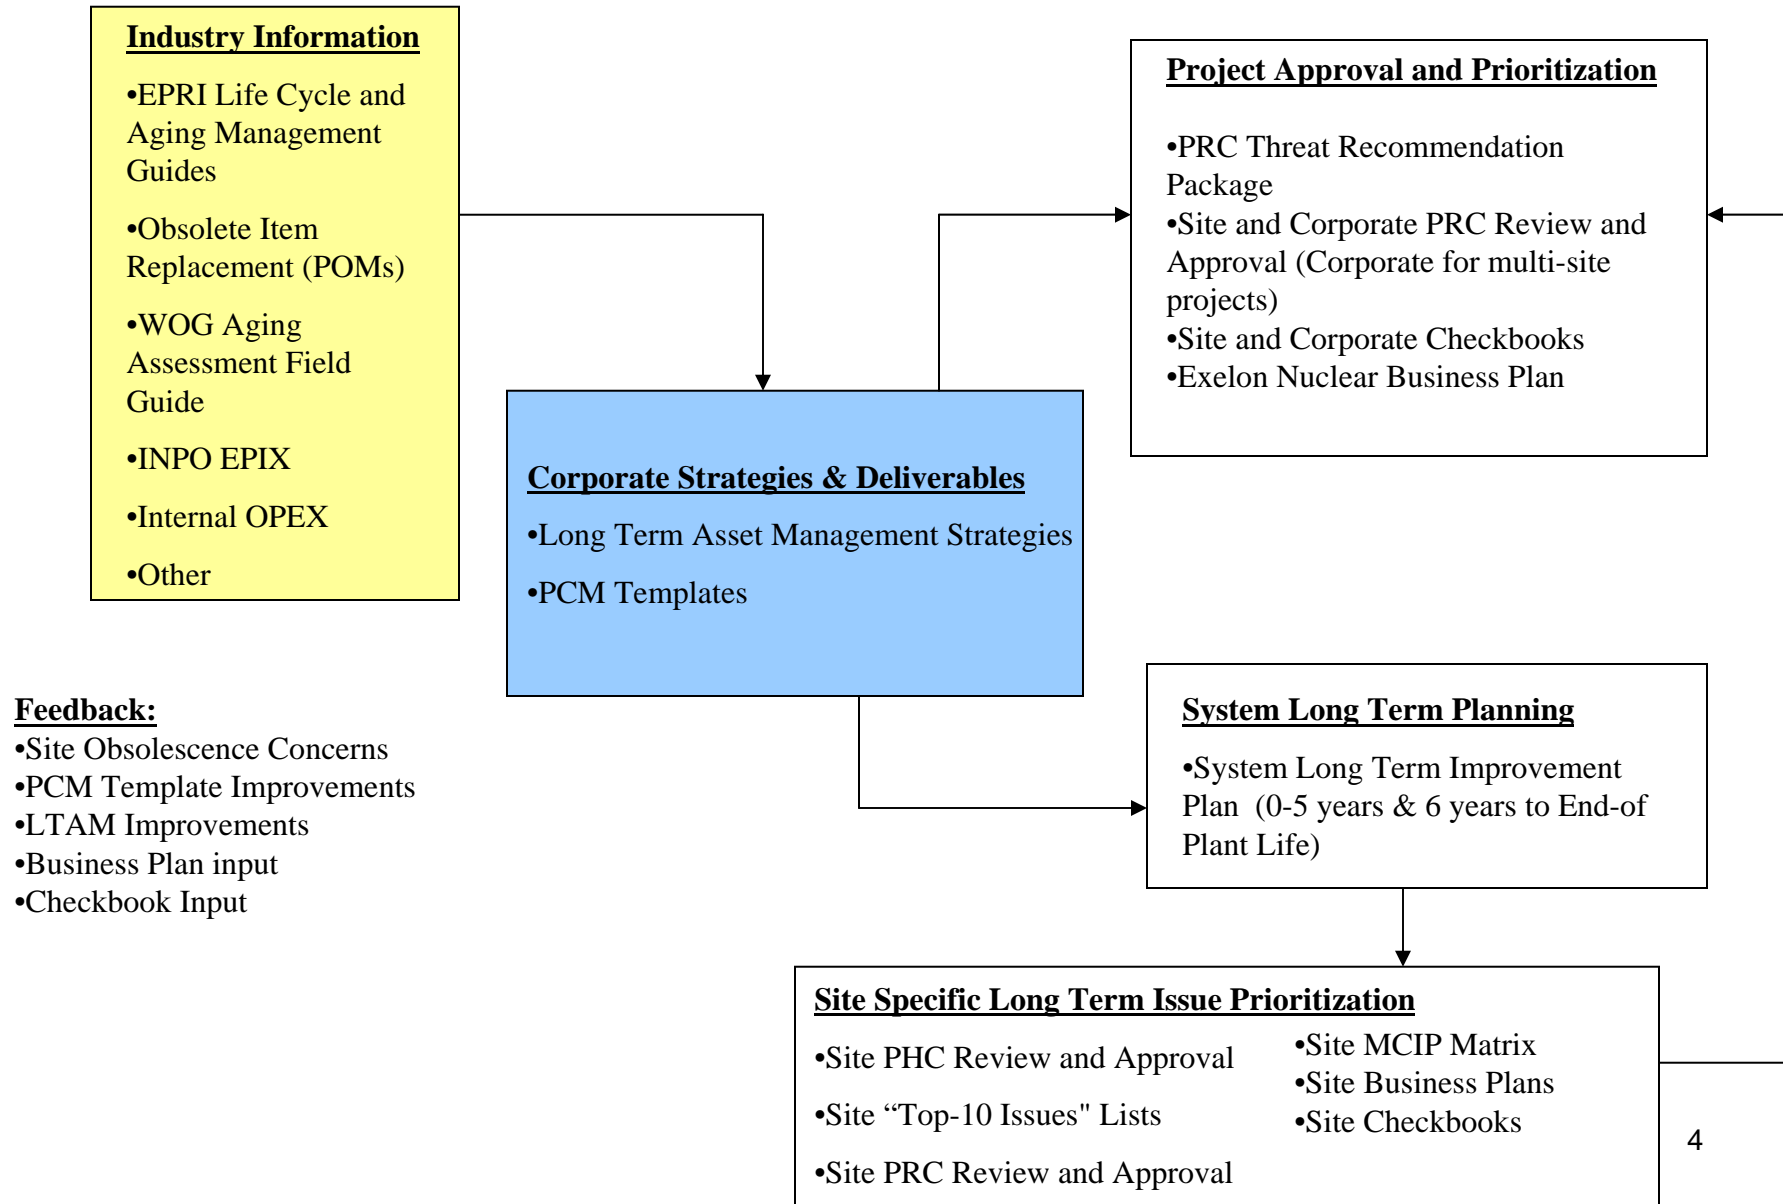 Industry Information
•EPRI Life Cycle and
Aging Management
Guides
•Obsolete Item
Replacement (POMs)
•WOG Aging
Assessment Field
Guide
•INPO EPIX
•Internal OPEX
•Other
Project Approval and Prioritization
•PRC Threat Recommendation
Package
•Site and Corporate PRC Review and
Approval (Corporate for multi-site
projects)
•Site and Corporate Checkbooks
•Exelon Nuclear Business Plan
Corporate Strategies & Deliverables
•Long Term Asset Management Strategies
•PCM Templates
Feedback:
•Site Obsolescence Concerns
•PCM Template Improvements
•LTAM Improvements
•Business Plan input
•Checkbook Input
System Long Term Planning
•System Long Term Improvement
Plan  (0-5 years & 6 years to End-of
Plant Life)
Site Specific Long Term Issue Prioritization
•Site PHC Review and Approval
•Site “Top-10 Issues" Lists
•Site PRC Review and Approval
•Site MCIP Matrix
•Site Business Plans
•Site Checkbooks
4